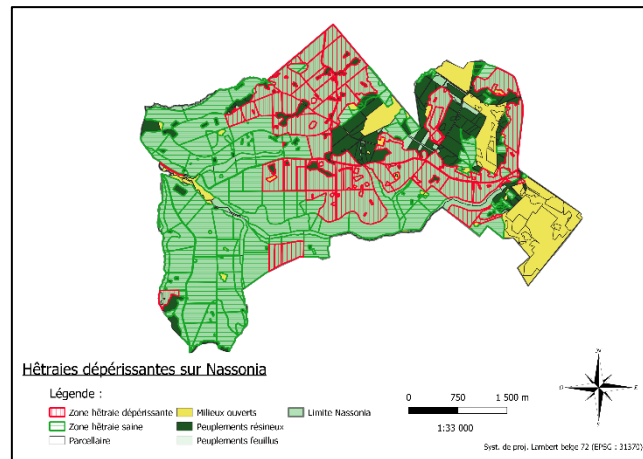 Hêtraies dépérissantes sur Nassonia
Légende :
Zone hêtraie dépérissante
Zone hêtraie saine
Parcellaire
Milieux ouverts
Peuplements résineux
Peuplements feuillus
Limite Nassonia
0 750 1 500 m
1:33 000
N
O E
S
Syst. de proj. Lambert belge 72 (EPSG : 31370)